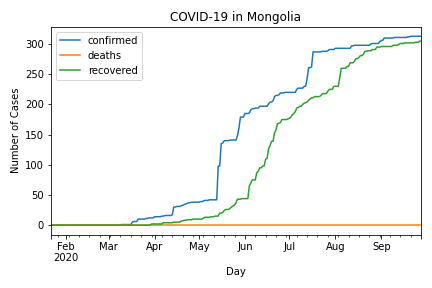 COVID-19 in Mongolia
confirmed
deaths
recovered
Number of Cases
300
250
200
150
100
50
0
Feb Mar Apr May Jun Jul Aug Sep
2020
Day